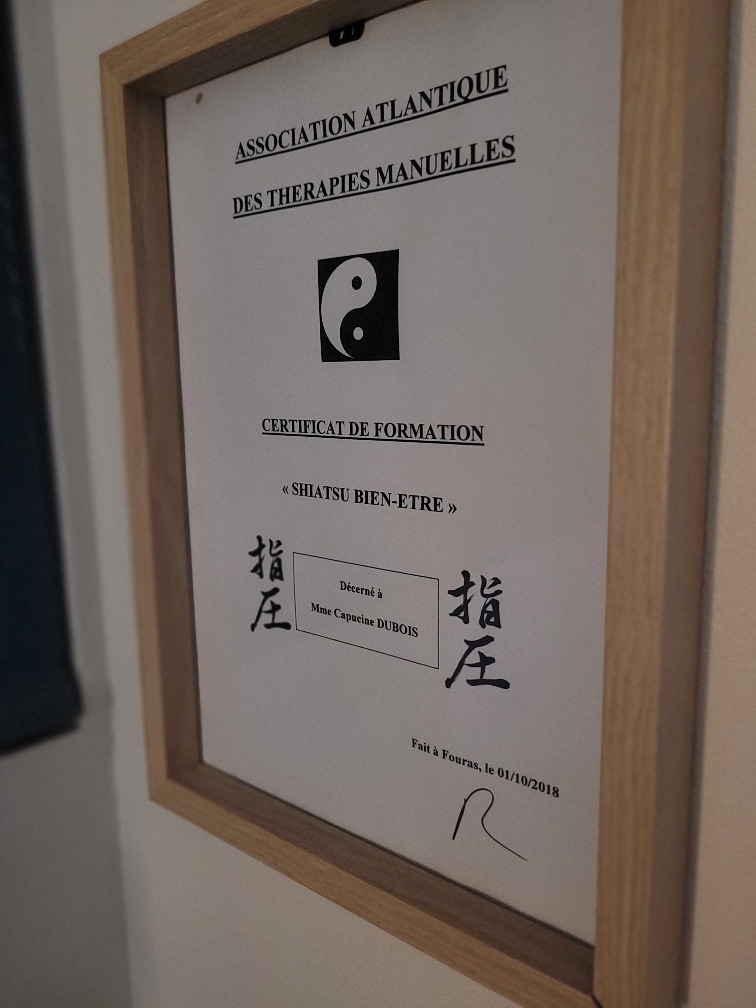 ASSOCIATION ATLANTIQUE
DES THERAPIES MANUELLES
CERTIFICAT DE FORMATION
« SHIATSU BIEN-ETRE »
指圧
Décerné à
Mme Capucine DUBOIS
指圧
Fait à Fouras, le 01/10/2018